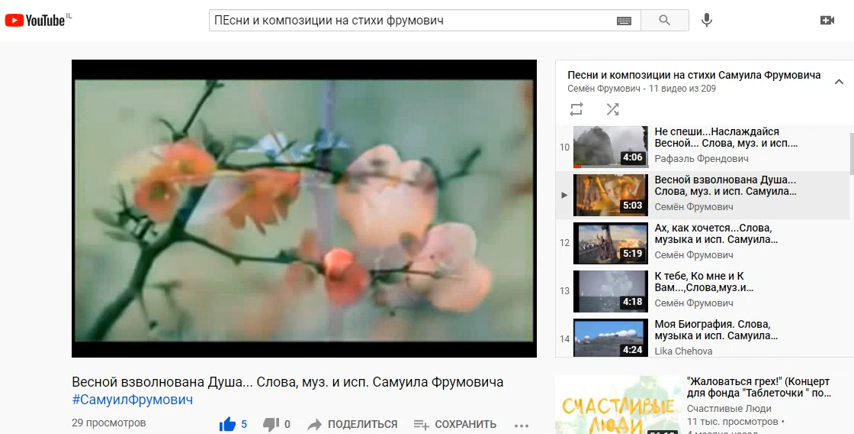 YouTube IL
ПЕсни и композиции на стихи фрумович
Песни и композиции на стихи Самуила Фрумовича
Семён Фрумович - 11 видео из 209
10
Не спеши...Наслаждайся
Весной... Слова, муз. и исп....
Рафаэль Френдович
4:06
Весной взволнована Душа...
Слова, муз. и исп. Самуила...
Семён Фрумович
5:03
12
Ах, как хочется...Слова,
музыка и исп. Самуила...
Семён Фрумович
5:19
13
К тебе, Ко мне и К
Вам...,Слова,муз.и...
Семён Фрумович
4:18
14
Моя Биография. Слова,
музыка и исп. Самуила...
Lika Chehova
4:24
Весной взволнована Душа... Слова, муз. и исп. Самуила Фрумовича
#СамуилФрумович
29 просмотров
5
0
ПОДЕЛИТЬСЯ
СОХРАНИТЬ
СЧАСТЛИВЫЕ
ЛЮДИ
"Жаловаться грех!" (Концерт
для фонда "Таблеточки " по...
Счастливые Люди
11 тыс. просмотров •